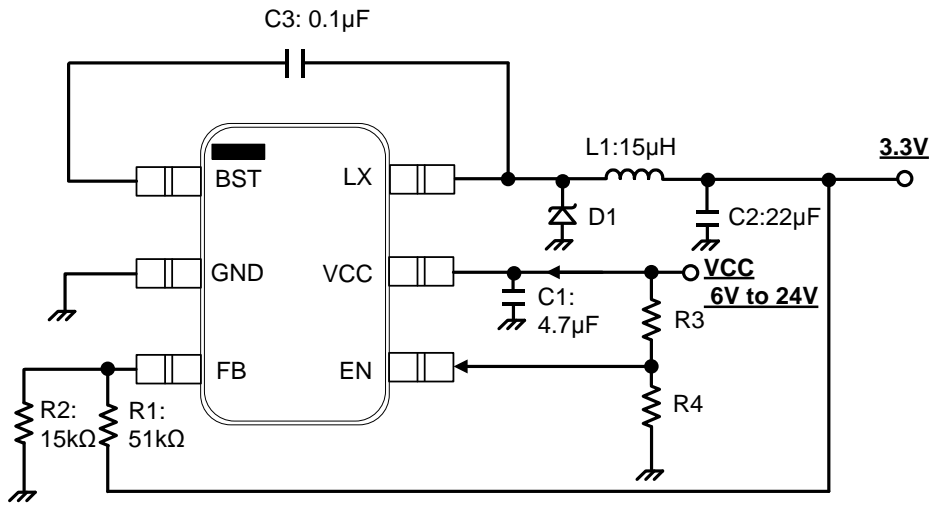 C3: 0.1µF
L1:15µH
3.3V
BST
LX
D1
C2:22µF
GND
VCC
C1:
4.7µF
VCC
6V to 24V
R3
FB
EN
R2:
15kΩ
R1:
51kΩ
R4